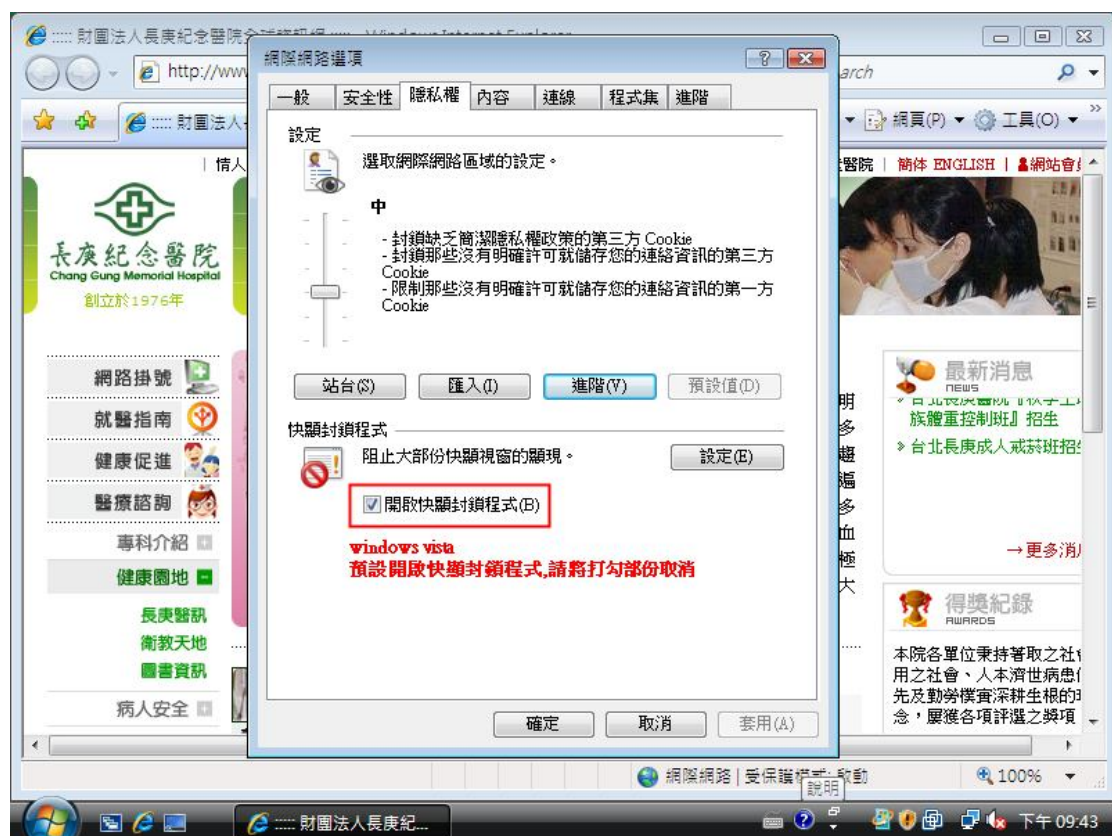 ::::: 財團法人長庚紀念醫院
Windows Internet Explorer
http://www
arch
::::: 財團法人
網頁(P)
工具(O)
網際網路選項
一般
安全性
隱私權
內容
連線
程式集
進階
設定
選取網際網路區域的設定。
中
- 封鎖缺乏簡潔隱私權政策的第三方 Cookie
- 封鎖那些沒有明確許可就儲存您的連絡資訊的第三方
Cookie
- 限制那些沒有明確許可就儲存您的連絡資訊的第一方
Cookie
站台(S)
匯入(I)
進階(V)
預設值(D)
快顯封鎖程式
阻止大部份快顯視窗的顯現。
設定(E)
開啟快顯封鎖程式(B)
windows vista
預設開啟快顯封鎖程式,請將打勾部份取消
確定
取消
套用(A)
| 情人
醫院 | 簡体 ENGLISH | 網站會
長庚紀念醫院
Chang Gung Memorial Hospital
創立於1976年
網路掛號
就醫指南
健康促進
醫療諮詢
專科介紹
健康園地
長庚醫訊
衛教天地
圖書資訊
病人安全
明
多
趨
遍
多
血
極
大
最新消息
NEWS
族體重控制班』招生
台北長庚成人戒菸班招
→更多消
得獎紀錄
AWARDS
本院各單位秉持著取之社
用之社會、人本濟世病患
先及勤勞樸實深耕生根的
念,屢獲各項評選之獎項
網際網路 | 受保護模式: 啟動
100%
說明
::::: 財團法人長庚紀...
下午 09:43